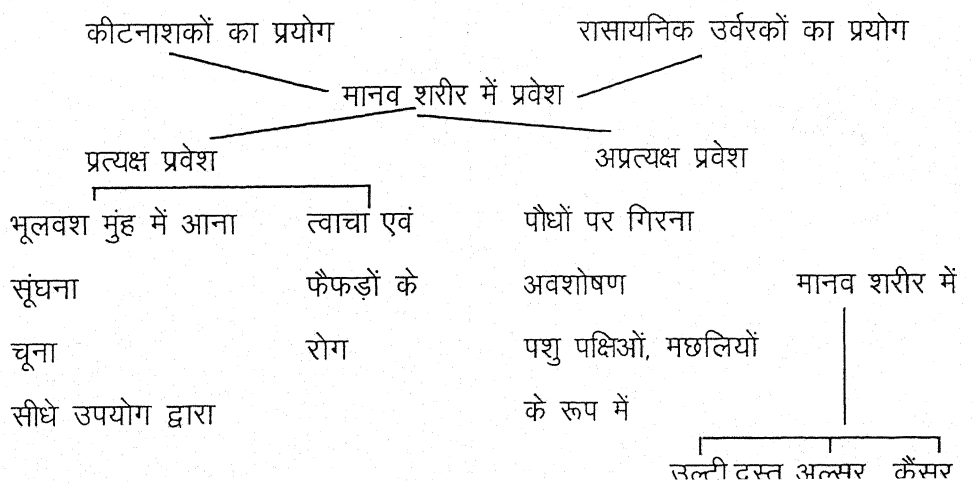 कीटनाशकों का प्रयोग रासायनिक उर्वरकों का प्रयोग
मानव शरीर में प्रवेश
प्रत्यक्ष प्रवेश अप्रत्यक्ष प्रवेश
भूलवश मुंह में आना त्वाचा एवं पौधों पर गिरना
सूंघना फैफड़ों के अवशोषण मानव शरीर में
चूना रोग पशु पक्षिओं, मछलियों
सीधे उपयोग द्वारा के रूप में
उल्टी दस्त अल्सर कैंसर